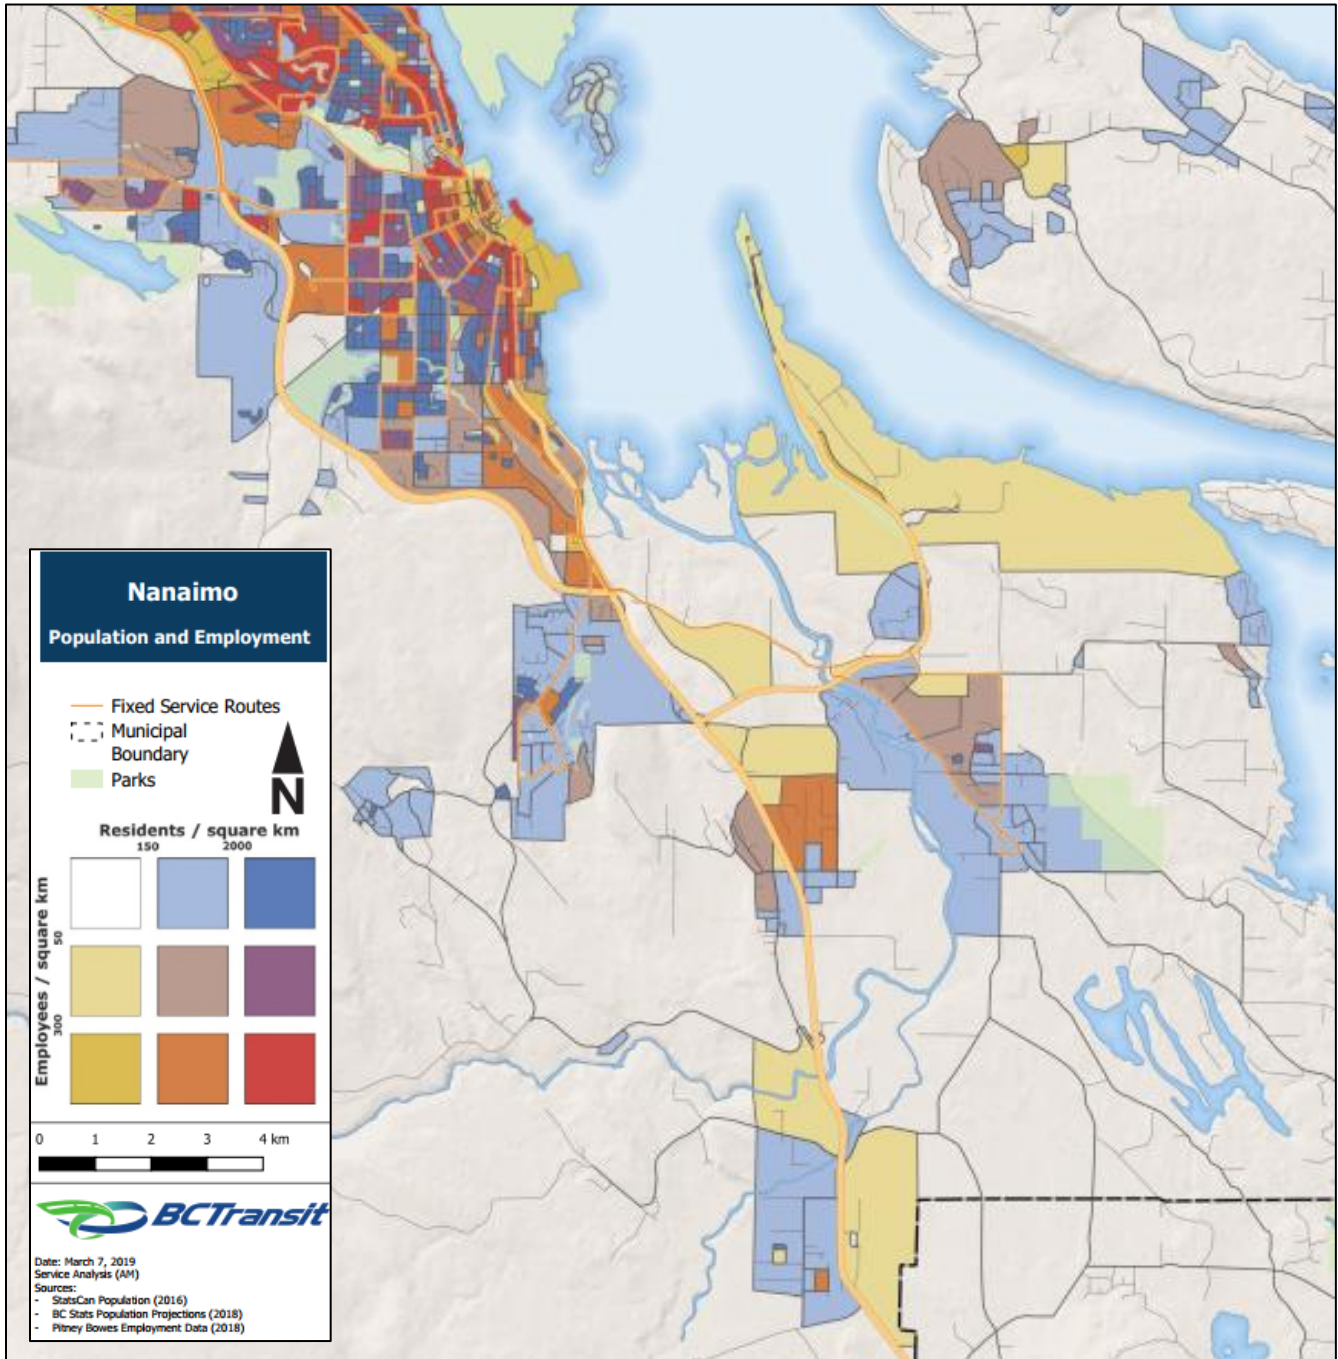 Nanaimo
Population and Employment
Fixed Service Routes
Municipal
Boundary
Parks
N
Residents / square km
150 2000
Employees / square km
50
300
0 1 2 3 4 km
BCTransit
Date: March 7, 2019
Service Analysis (AM)
Sources:
- StatsCan Population (2016)
- BC Stats Population Projections (2018)
- Pitney Bowes Employment Data (2018)